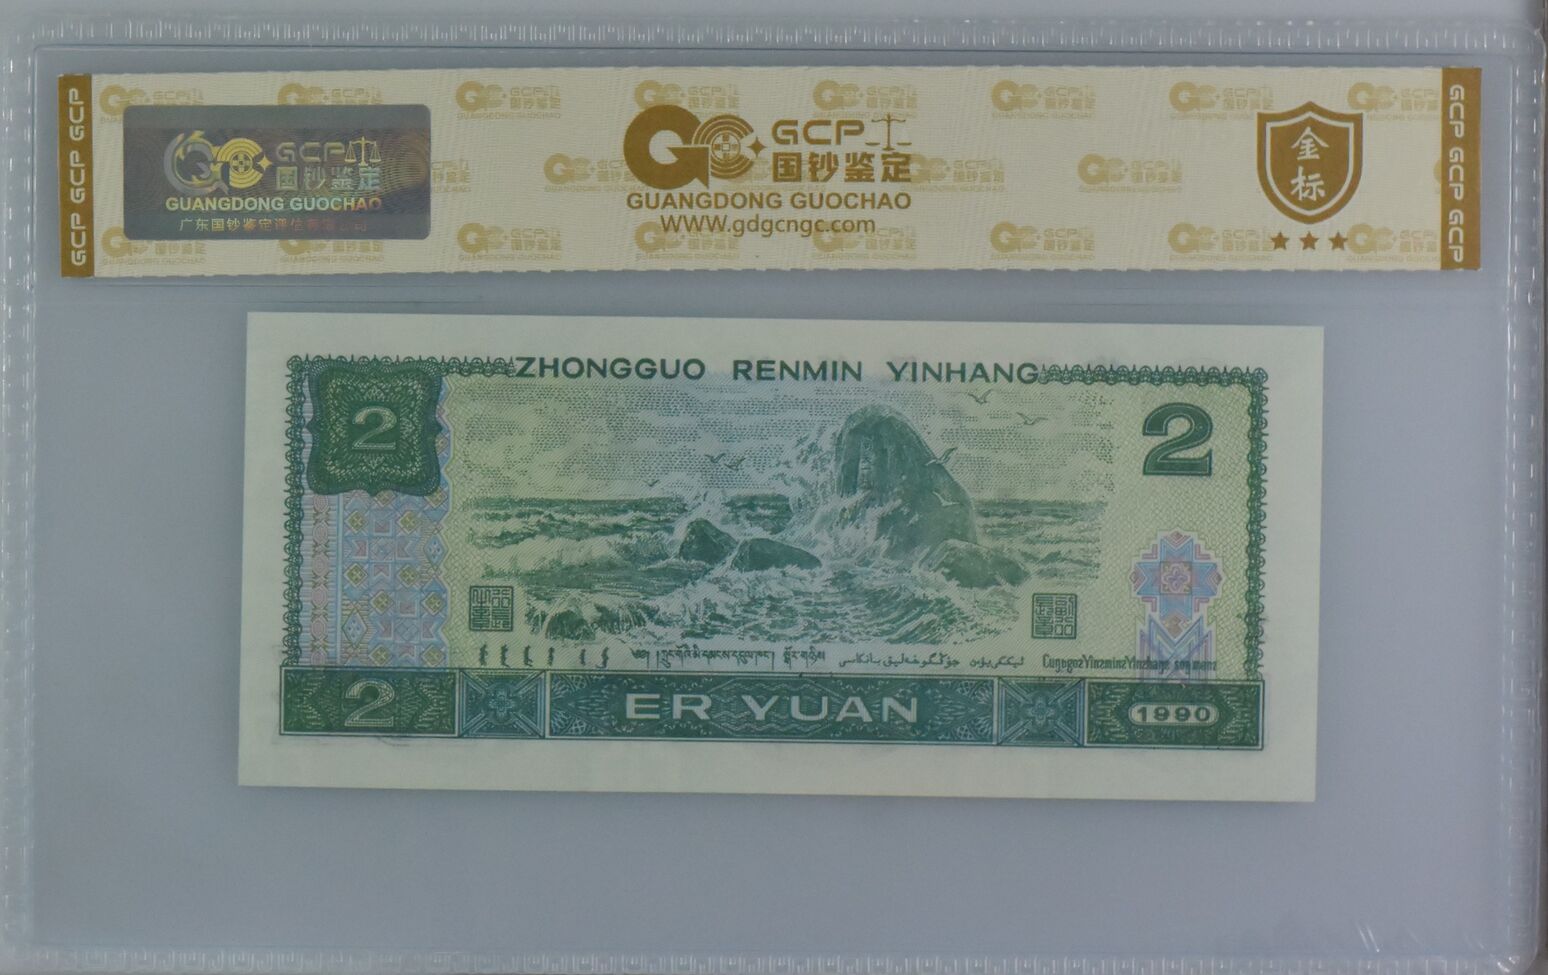 GCP GCP GCP
GCP
国钞鉴定
GUANGDONG GUOCHAO
广东国钞鉴定评估有限公司
GCP
国钞鉴定
GUANGDONG GUOCHAO
WWW.gdgcngc.com
金标
GCP GCP GCP
ZHONGGUO RENMIN YINHANG
2
2
2
ER YUAN
1990